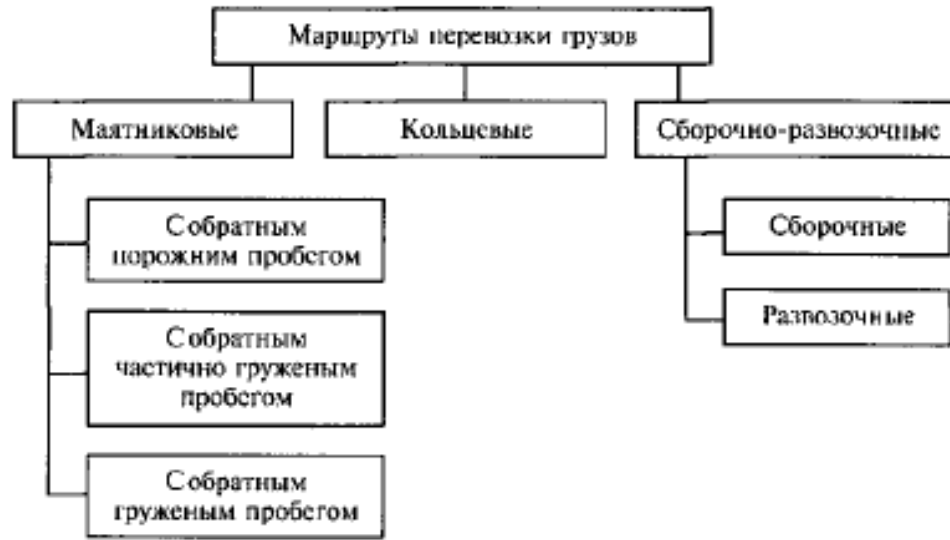 Маршруты перевозки грузов
Маятниковые
Кольцевые
Сборочно-развозочные
С обратным
порожним пробегом
С обратным
частично груженым
пробегом
С обратным
груженым пробегом
Сборочные
Развозочные